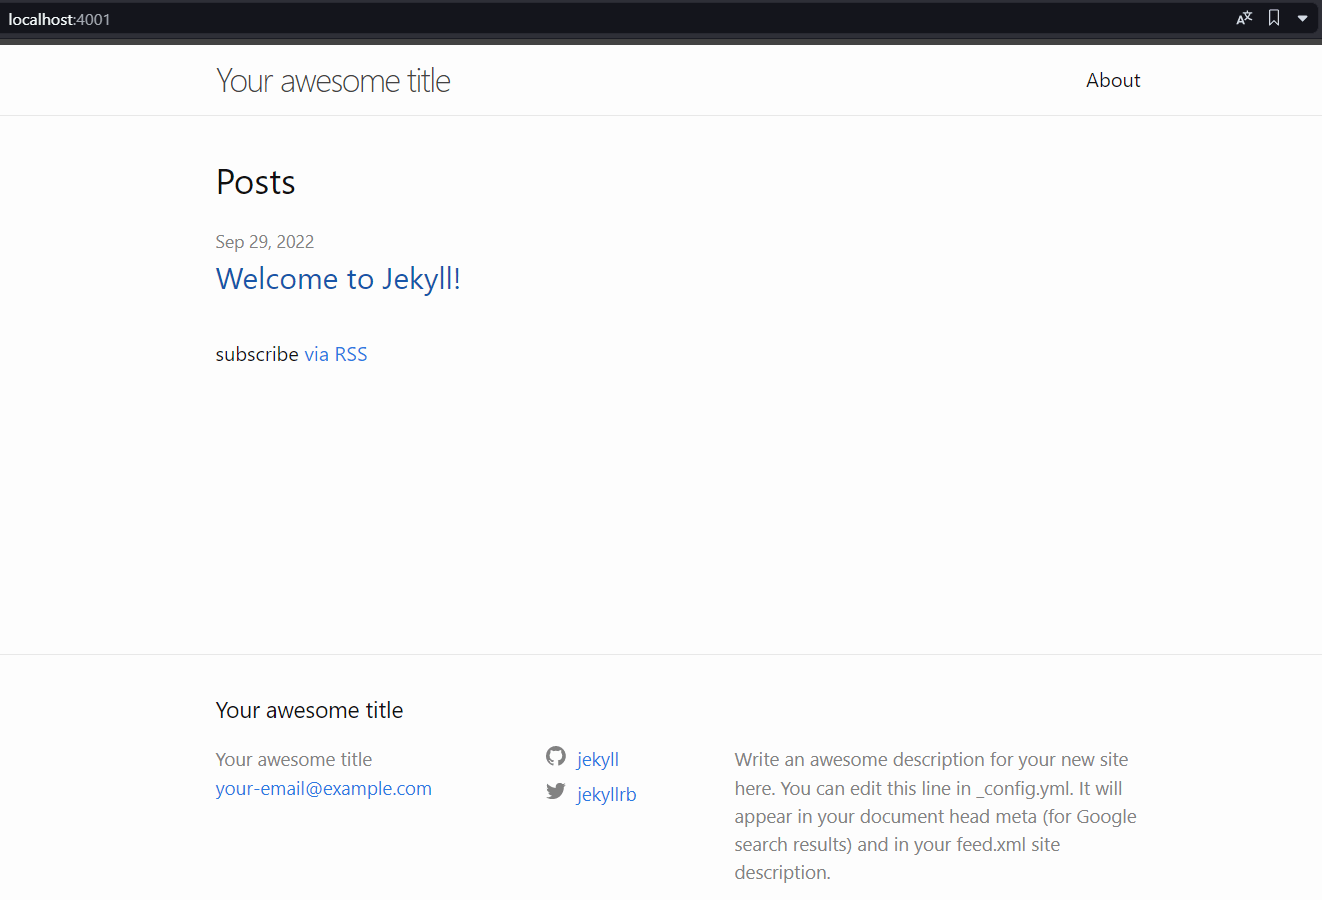 localhost:4001
Your awesome title
About
Posts
Sep 29, 2022
Welcome to Jekyll!
subscribe via RSS
Your awesome title
Your awesome title
your-email@example.com
jekyll
jekyllrb
Write an awesome description for your new site
here. You can edit this line in _config.yml. It will
appear in your document head meta (for Google
search results) and in your feed.xml site
description.